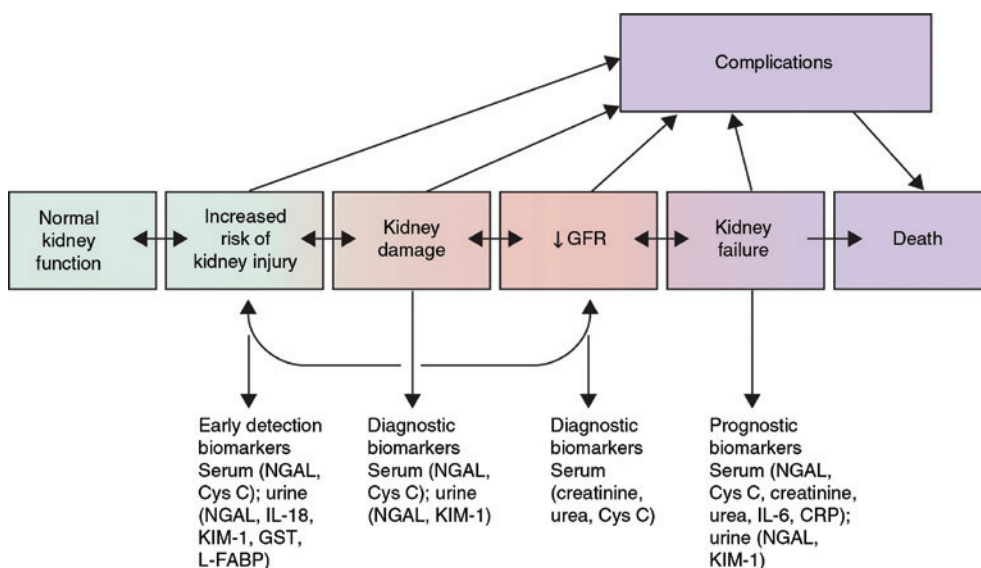 Complications
Normal
kidney
function
Increased
risk of
kidney injury
Kidney
damage
↓ GFR
Kidney
failure
Death
Early detection
biomarkers
Serum (NGAL,
Cys C); urine
(NGAL, IL-18,
KIM-1, GST,
L-FABP)
Diagnostic
biomarkers
Serum (NGAL,
Cys C); urine
(NGAL, KIM-1)
Diagnostic
biomarkers
Serum
(creatinine,
urea, Cys C)
Prognostic
biomarkers
Serum (NGAL,
Cys C, creatinine,
urea, IL-6, CRP);
urine (NGAL,
KIM-1)